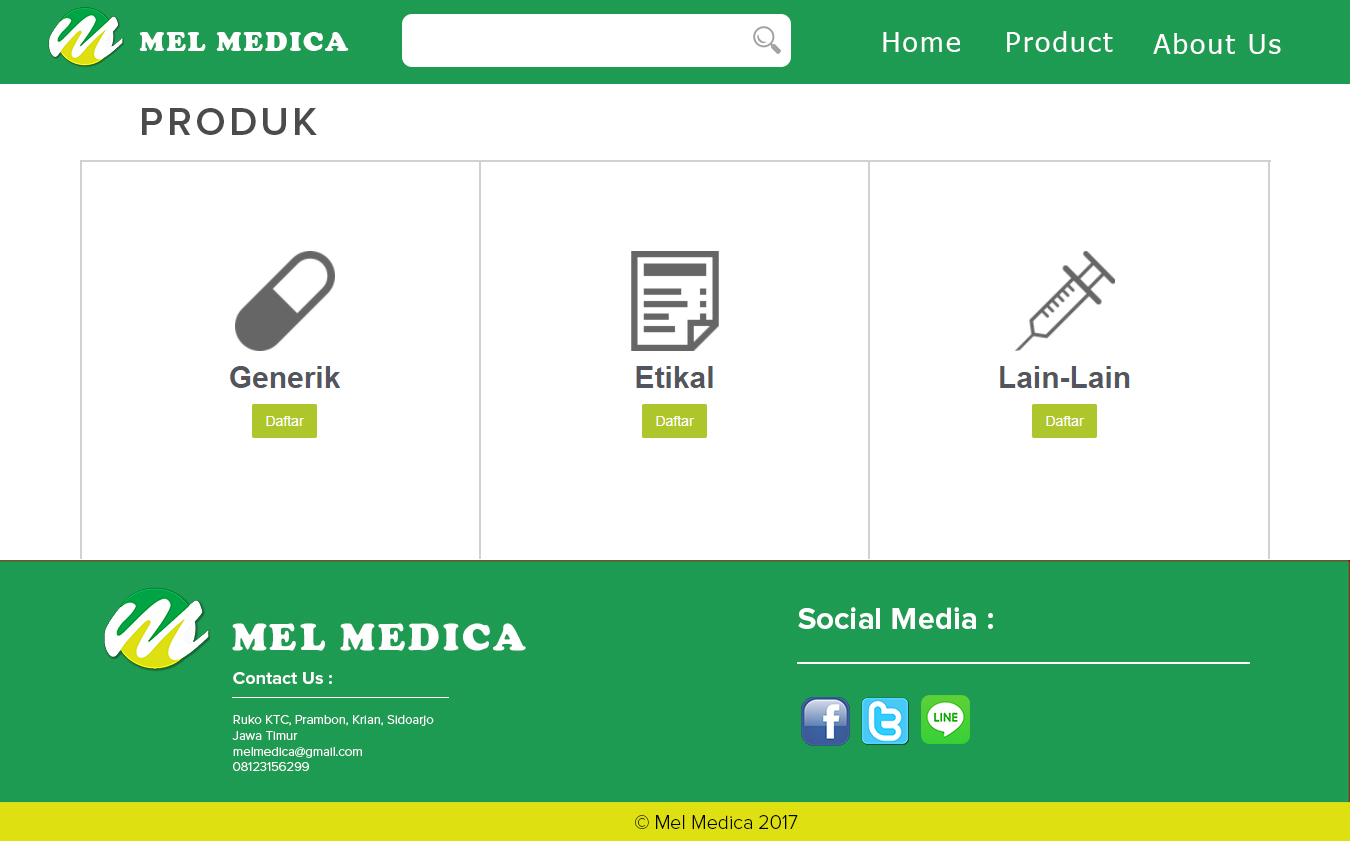 MEL MEDICA
Home Product About Us
PRODUK
Generik
Daftar
Etikal
Daftar
Lain-Lain
Daftar
MEL MEDICA
Contact Us :
Ruko KTC, Prambon, Krian, Sidoarjo
Jawa Timur
melmedica@gmail.com
08123156299
Social Media :
LINE
© Mel Medica 2017